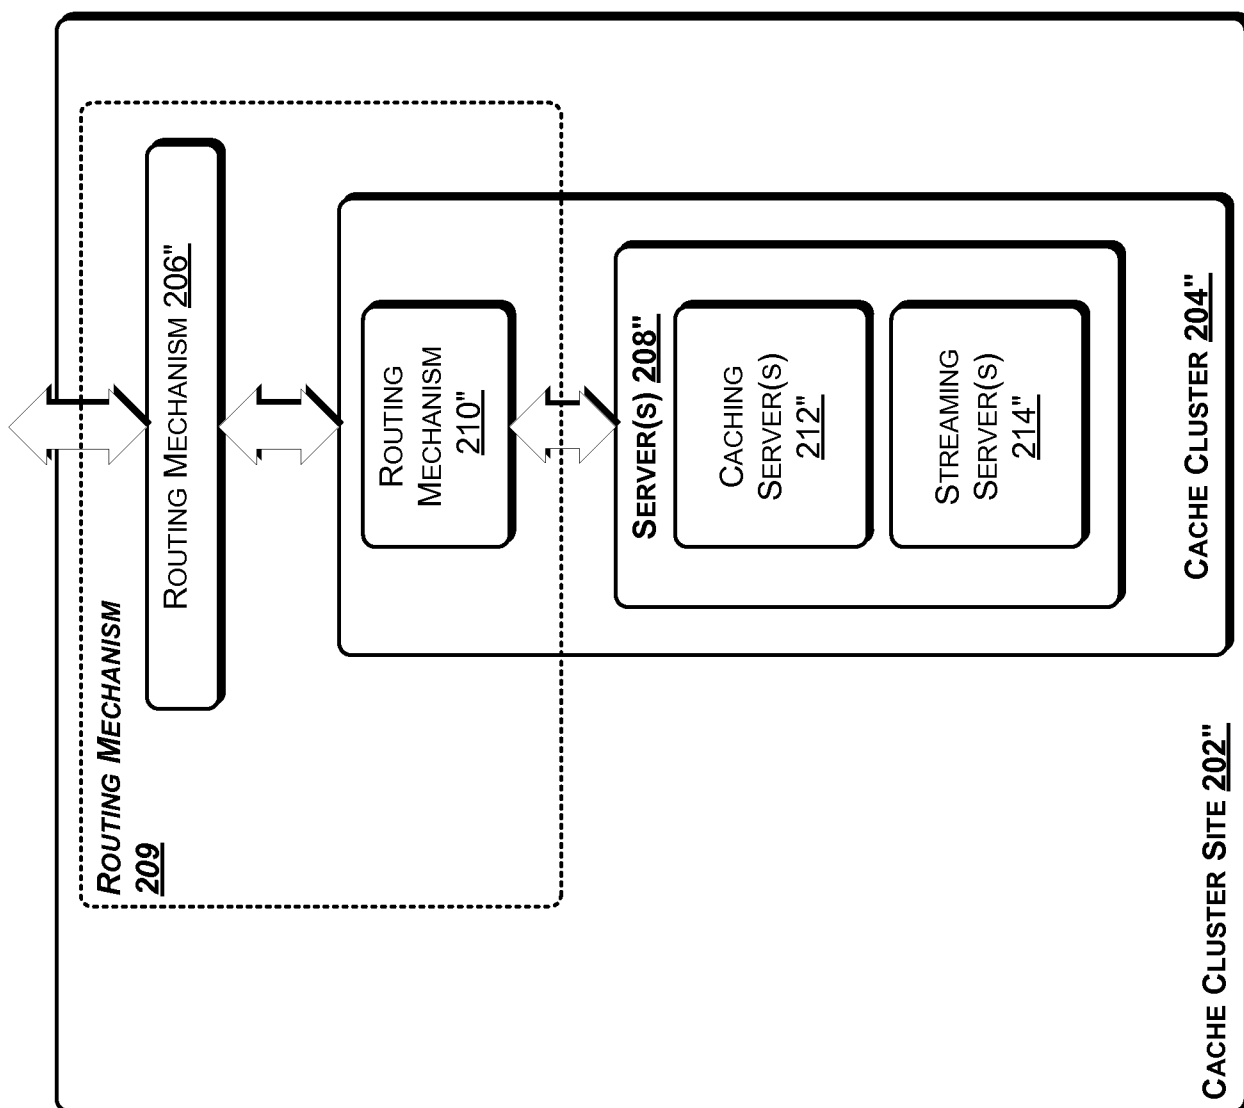 ROUTING MECHANISM
209
ROUTING MECHANISM 206"
ROUTING
MECHANISM
210"
SERVER(S) 208"
CACHING
SERVER(S)
212"
STREAMING
SERVER(S)
214"
CACHE CLUSTER 204"
CACHE CLUSTER SITE 202"